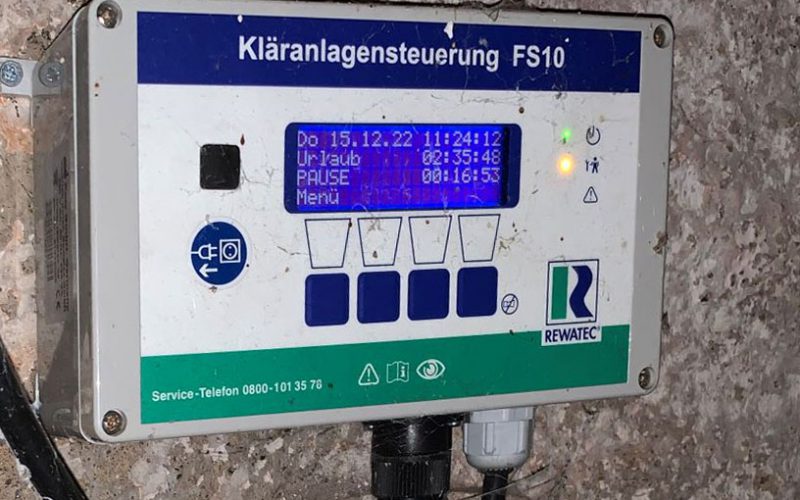 Kläranlagensteuerung FS10
Do 15.12.22 11:24:12
Urlaub 02:35:48
PAUSE 00:16:53
Menü
REWATEC®
Service-Telefon 0800-101 35 78